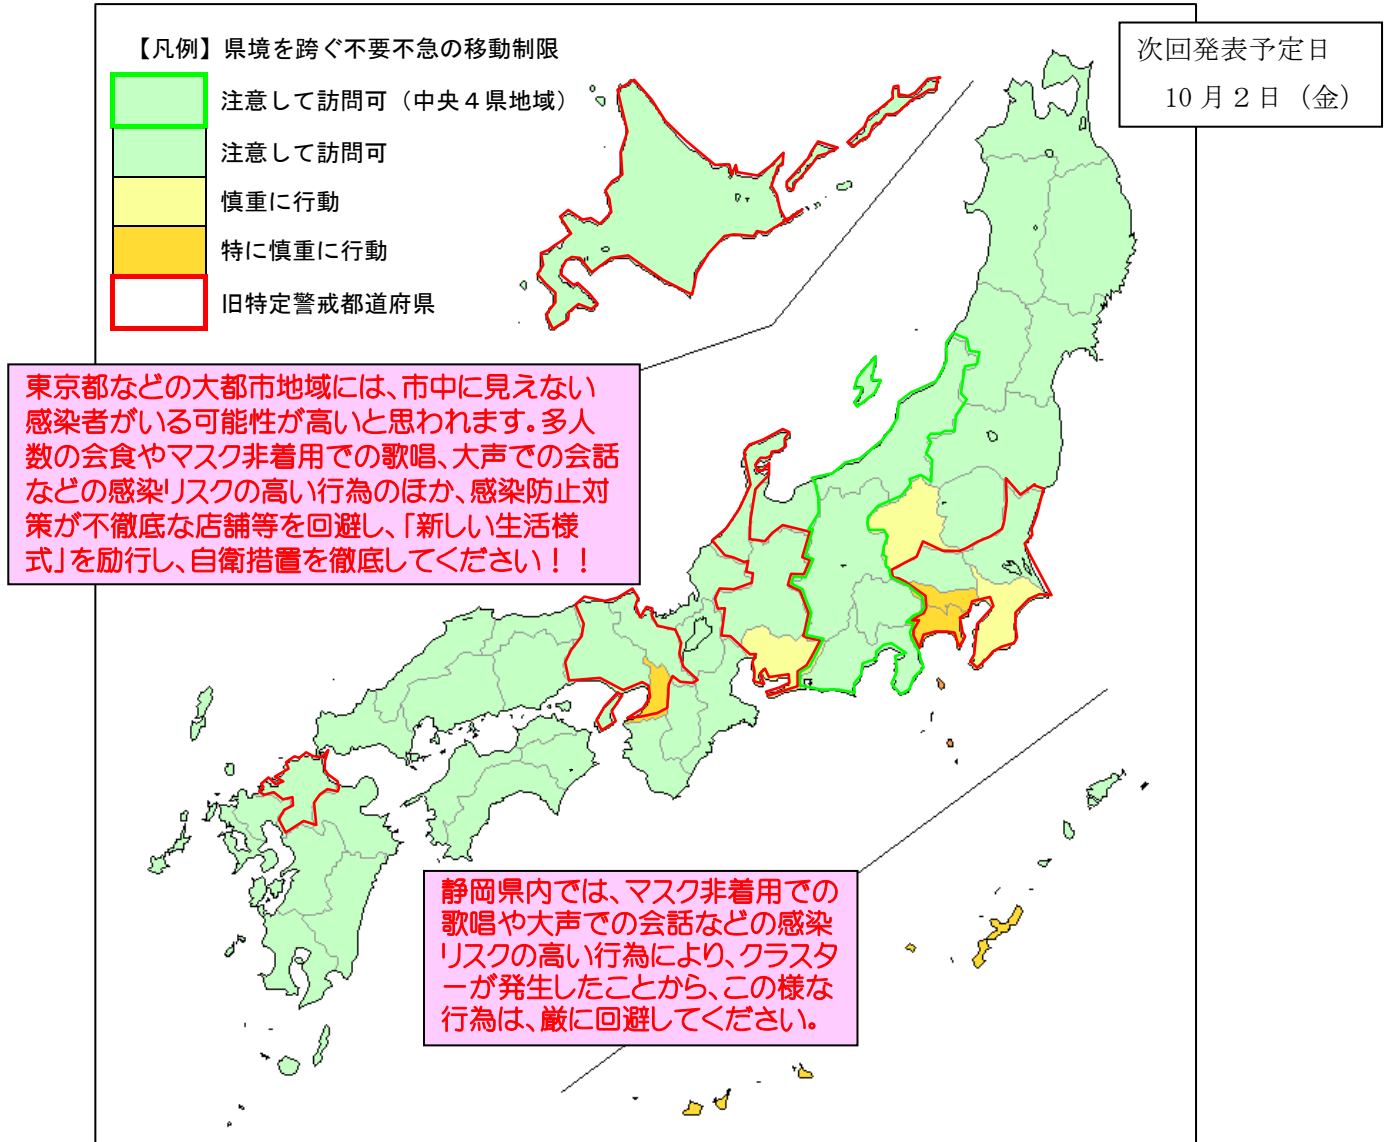 【凡例】県境を跨ぐ不要不急の移動制限
注意して訪問可（中央４県地域）
注意して訪問可
慎重に行動
特に慎重に行動
旧特定警戒都道府県
次回発表予定日
10月２日（金）
東京都などの大都市地域には、市中に見えない
感染者がいる可能性が高いと思われます。多人
数の会食やマスク非着用での歌唱、大声での会話
などの感染リスクの高い行為のほか、感染防止対
策が不徹底な店舗等を回避し、「新しい生活様
式」を励行し、自衛措置を徹底してください！！
静岡県内では、マスク非着用での
歌唱や大声での会話などの感染
リスクの高い行為により、クラスタ
ーが発生したことから、この様な
行為は、厳に回避してください。